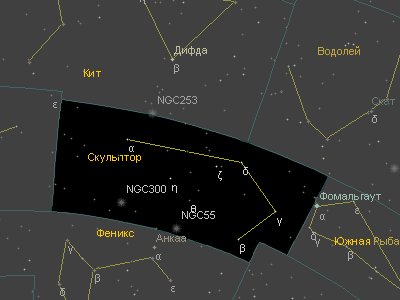 Дифда
β
Водолей
Кит
ε
NGC253
Скат
δ
α
Скульптор
ζ
δ
NGC300
η
θ
Фомальгаут
α
ε
γ
NGC55
γ
δ
Феникс
Анкаа
β
Южная Рыба
γ
α
β
δ
ε